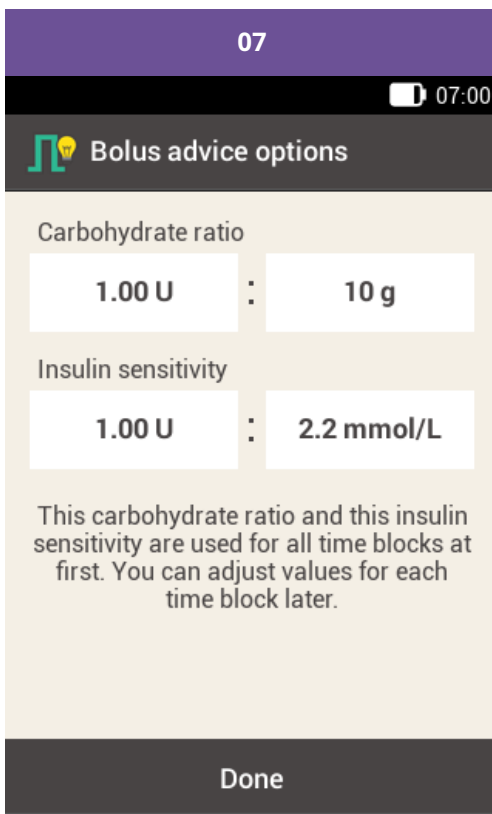 07
07:00
Bolus advice options
Carbohydrate ratio
1.00 U : 10 g
Insulin sensitivity
1.00 U : 2.2 mmol/L
This carbohydrate ratio and this insulin
sensitivity are used for all time blocks at
first. You can adjust values for each
time block later.
Done